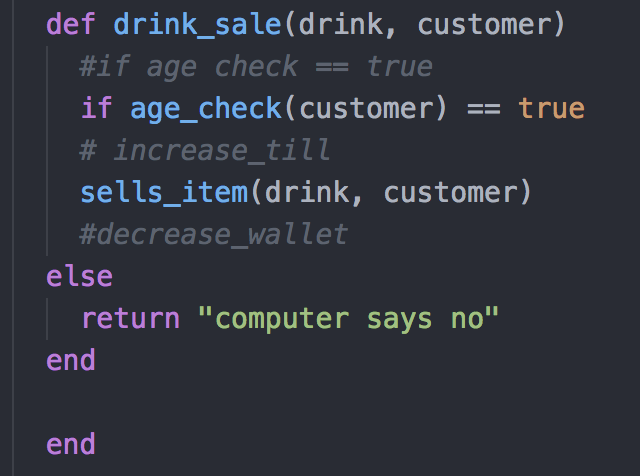 def drink_sale(drink, customer)
  #if age check == true
  if age_check(customer) == true
  # increase_till
  sells_item(drink, customer)
  #decrease_wallet
else
  return "computer says no"
end

end